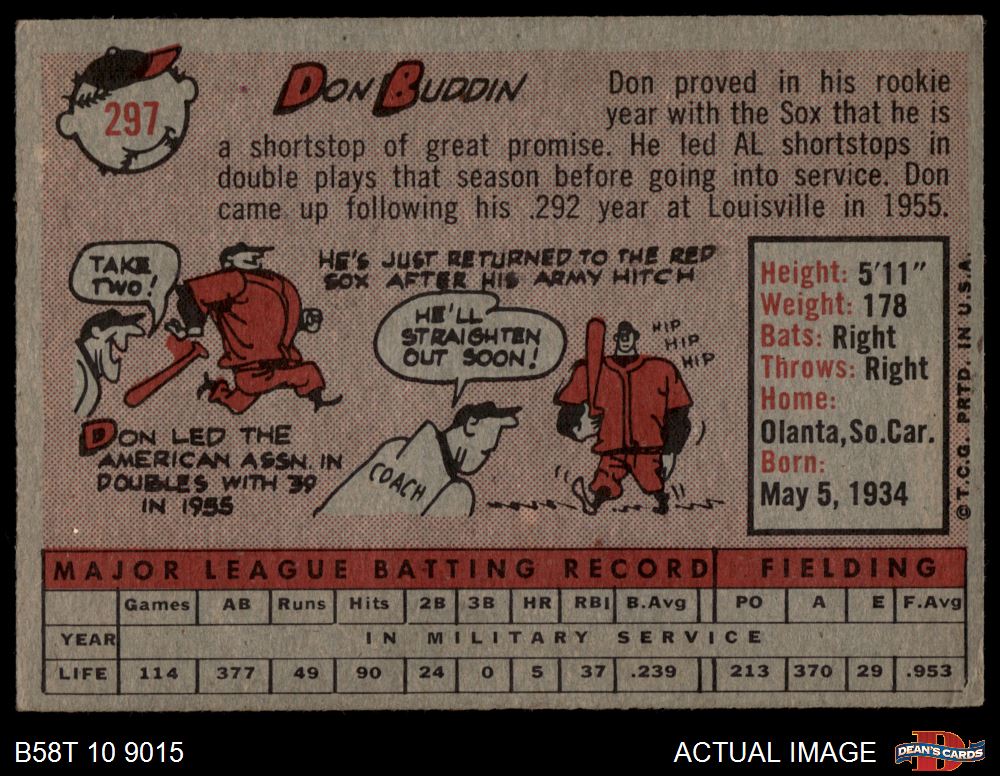 297
DON BUDDIN
Don proved in his rookie
year with the Sox that he is
a shortstop of great promise. He led AL shortstops in
double plays that season before going into service. Don
came up following his .292 year at Louisville in 1955.
TAKE
TWO!
HE'S JUST RETURNED TO THE RED
SOX AFTER HIS ARMY HITCH
HE'LL
STRAIGHTEN
OUT SOON!
HIP
HIP
HIP
DON LED THE
AMERICAN ASSN. IN
DOUBLES WITH 39
IN 1955
COACH
Height: 5'11"
Weight: 178
Bats: Right
Throws: Right
Home:
Olanta, So. Car.
Born:
May 5, 1934
©T.C.G. PRTD. IN U.S.A.
MAJOR LEAGUE BATTING RECORD FIELDING
Games AB Runs Hits 2B 3B HR RBI B.Avg PO A E F.Avg
YEAR IN MILITARY SERVICE
LIFE 114 377 49 90 24 0 5 37 .239 213 370 29 .953
B58T 10 9015
ACTUAL IMAGE
DEAN'S CARDS